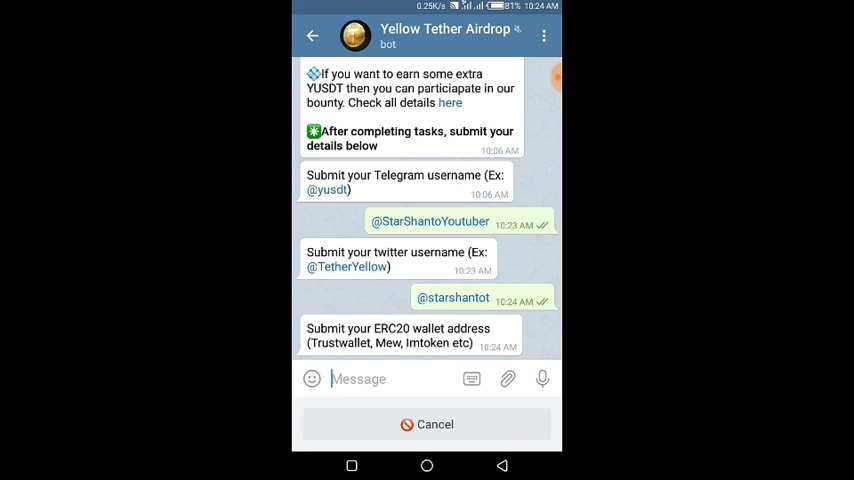 0.25K/s 81% 10:24 AM
Yellow Tether Airdrop
bot
If you want to earn some extra
YUSDT then you can particiapate in our
bounty. Check all details here
After completing tasks, submit your
details below
10:06 AM
Submit your Telegram username (Ex:
@yusdt)
10:06 AM
@StarShantoYoutuber 10:23 AM
Submit your twitter username (Ex:
@TetherYellow)
10:23 AM
@starshantot 10:24 AM
Submit your ERC20 wallet address
(Trustwallet, Mew, Imtoken etc) 10:24 AM
Message
Cancel